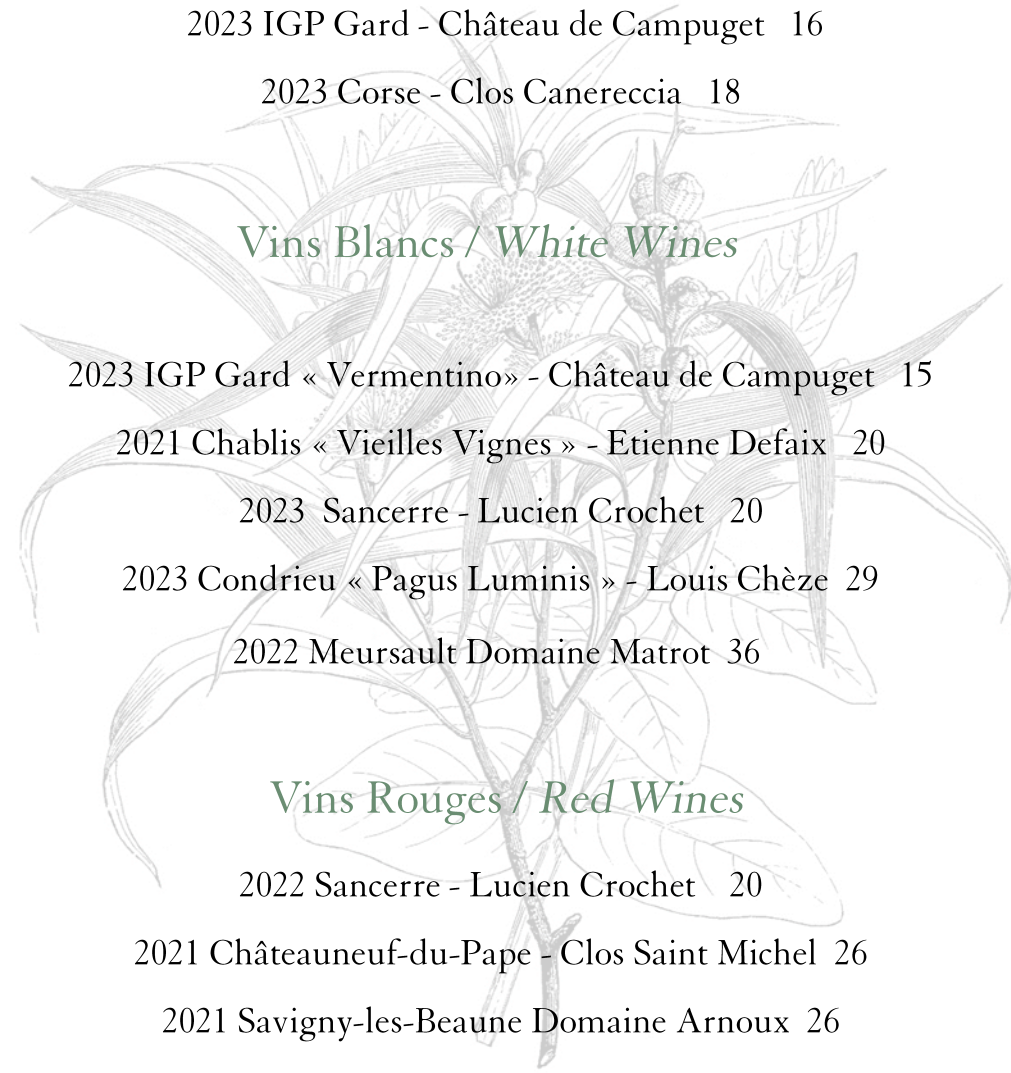 2023 IGP Gard - Château de Campuget 16
2023 Corse - Clos Canereccia 18
Vins Blancs / White Wines
2023 IGP Gard « Vermentino» - Château de Campuget 15
2021 Chablis « Vieilles Vignes » - Etienne Defaix 20
2023 Sancerre - Lucien Crochet 20
2023 Condrieu « Pagus Luminis » - Louis Chèze 29
2022 Meursault Domaine Matrot 36
Vins Rouges / Red Wines
2022 Sancerre - Lucien Crochet 20
2021 Châteauneuf-du-Pape - Clos Saint Michel 26
2021 Savigny-les-Beaune Domaine Arnoux 26